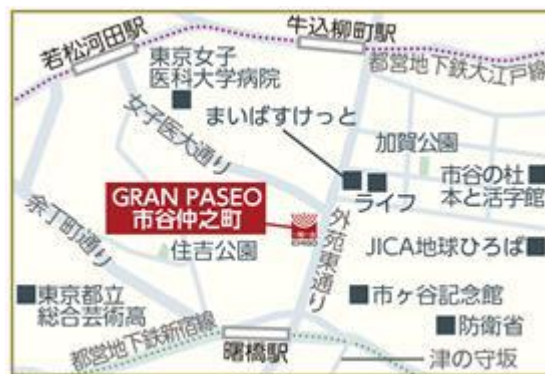 若松河田駅
牛込柳町駅
東京女子
医科大学病院
都営地下鉄大江戸線
まいばすけっと
女子医大通り
加賀公園
市谷の杜
本と活字館
ライフ
GRAN PASEO
市谷仲之町
余丁町通り
住吉公園
外苑東通り
JICA地球ひろば
東京都立
総合芸術高
市ヶ谷記念館
防衛省
都営地下鉄新宿線
曙橋駅
津の守坂